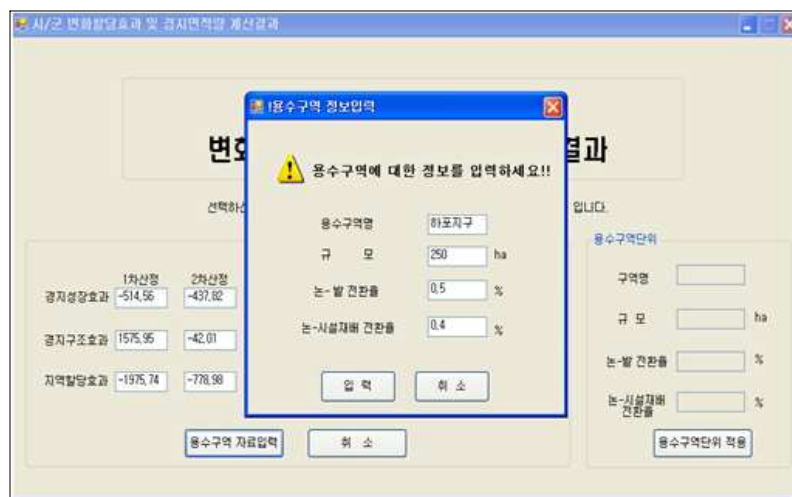 시/군 변화할당효과 및 경지면적량 계산결과
!용수구역 정보입력
결과
용수구역에 대한 정보를 입력하세요!!
선택하신
입니다.
용수구역명 하포지구
규 모 250 ha
논-밭 전환율 0.5 %
논-시설재배 전환율 0.4 %
입 력 취 소
1차산정 2차산정
경지성장효과 -514.56 -437.82
경지구조효과 1575.95 -42.01
지역할당효과 -1975.74 -778.98
용수구역 자료입력 취 소
용수구역단위
구역명
규 모 ha
논-밭 전환율 %
논-시설재배 전환율 %
용수구역단위 적용